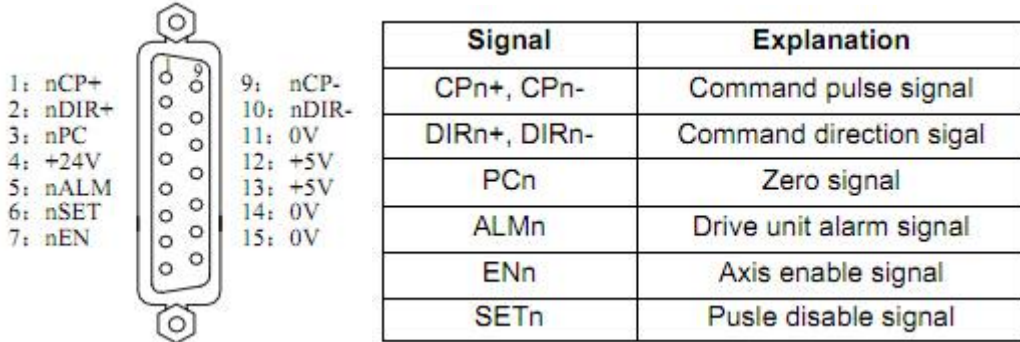 1: nCP+
2: nDIR+
3: nPC
4: +24V
5: nALM
6: nSET
7: nEN
1
9
9: nCP-
10: nDIR-
11: 0V
12: +5V
13: +5V
14: 0V
15: 0V
Signal Explanation
CPn+, CPn- Command pulse signal
DIRn+, DIRn- Command direction sigal
PCn Zero signal
ALMn Drive unit alarm signal
ENn Axis enable signal
SETn Pusle disable signal